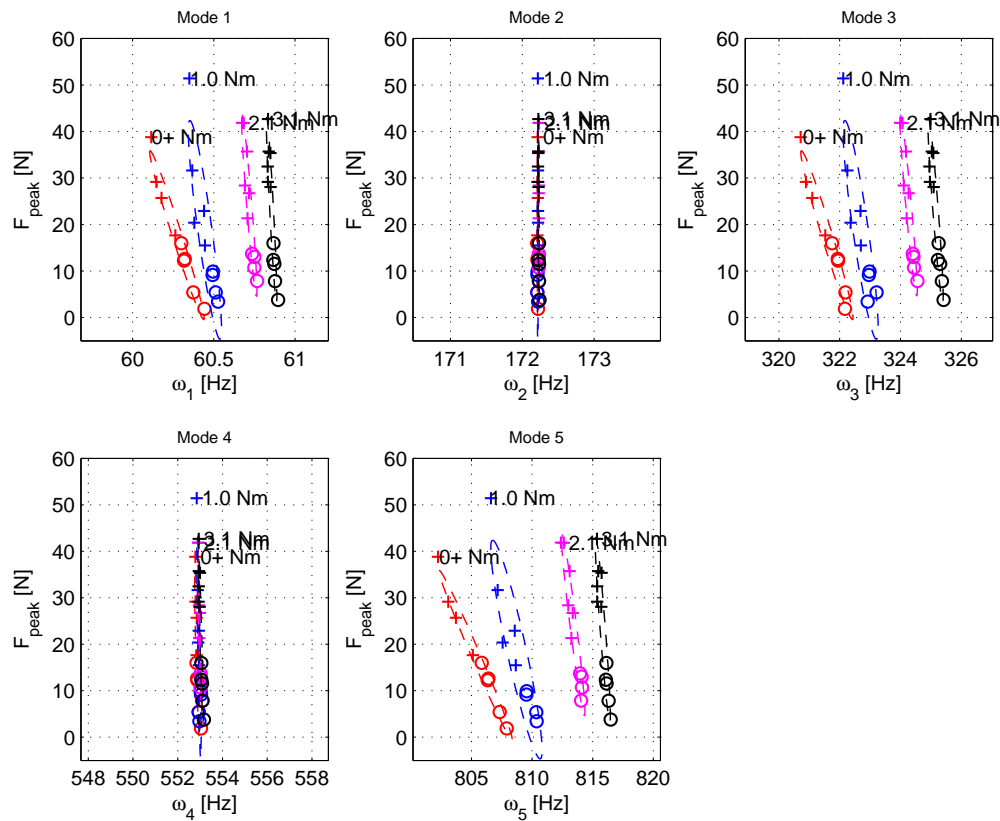 Mode 1
60
50
40
30
20
10
0
F_peak [N]
1.0 Nm
0+ Nm
2.1 Nm
3.1 Nm
60 60.5 61
ω_1 [Hz]
Mode 2
60
50
40
30
20
10
0
F_peak [N]
1.0 Nm
3.1 Nm
2.1 Nm
0+ Nm
171 172 173
ω_2 [Hz]
Mode 3
60
50
40
30
20
10
0
F_peak [N]
1.0 Nm
0+ Nm
2.1 Nm
3.1 Nm
320 322 324 326
ω_3 [Hz]
Mode 4
60
50
40
30
20
10
0
F_peak [N]
1.0 Nm
3.1 Nm
2.1 Nm
0+ Nm
548 550 552 554 556 558
ω_4 [Hz]
Mode 5
60
50
40
30
20
10
0
F_peak [N]
1.0 Nm
0+ Nm
2.1 Nm
3.1 Nm
805 810 815 820
ω_5 [Hz]